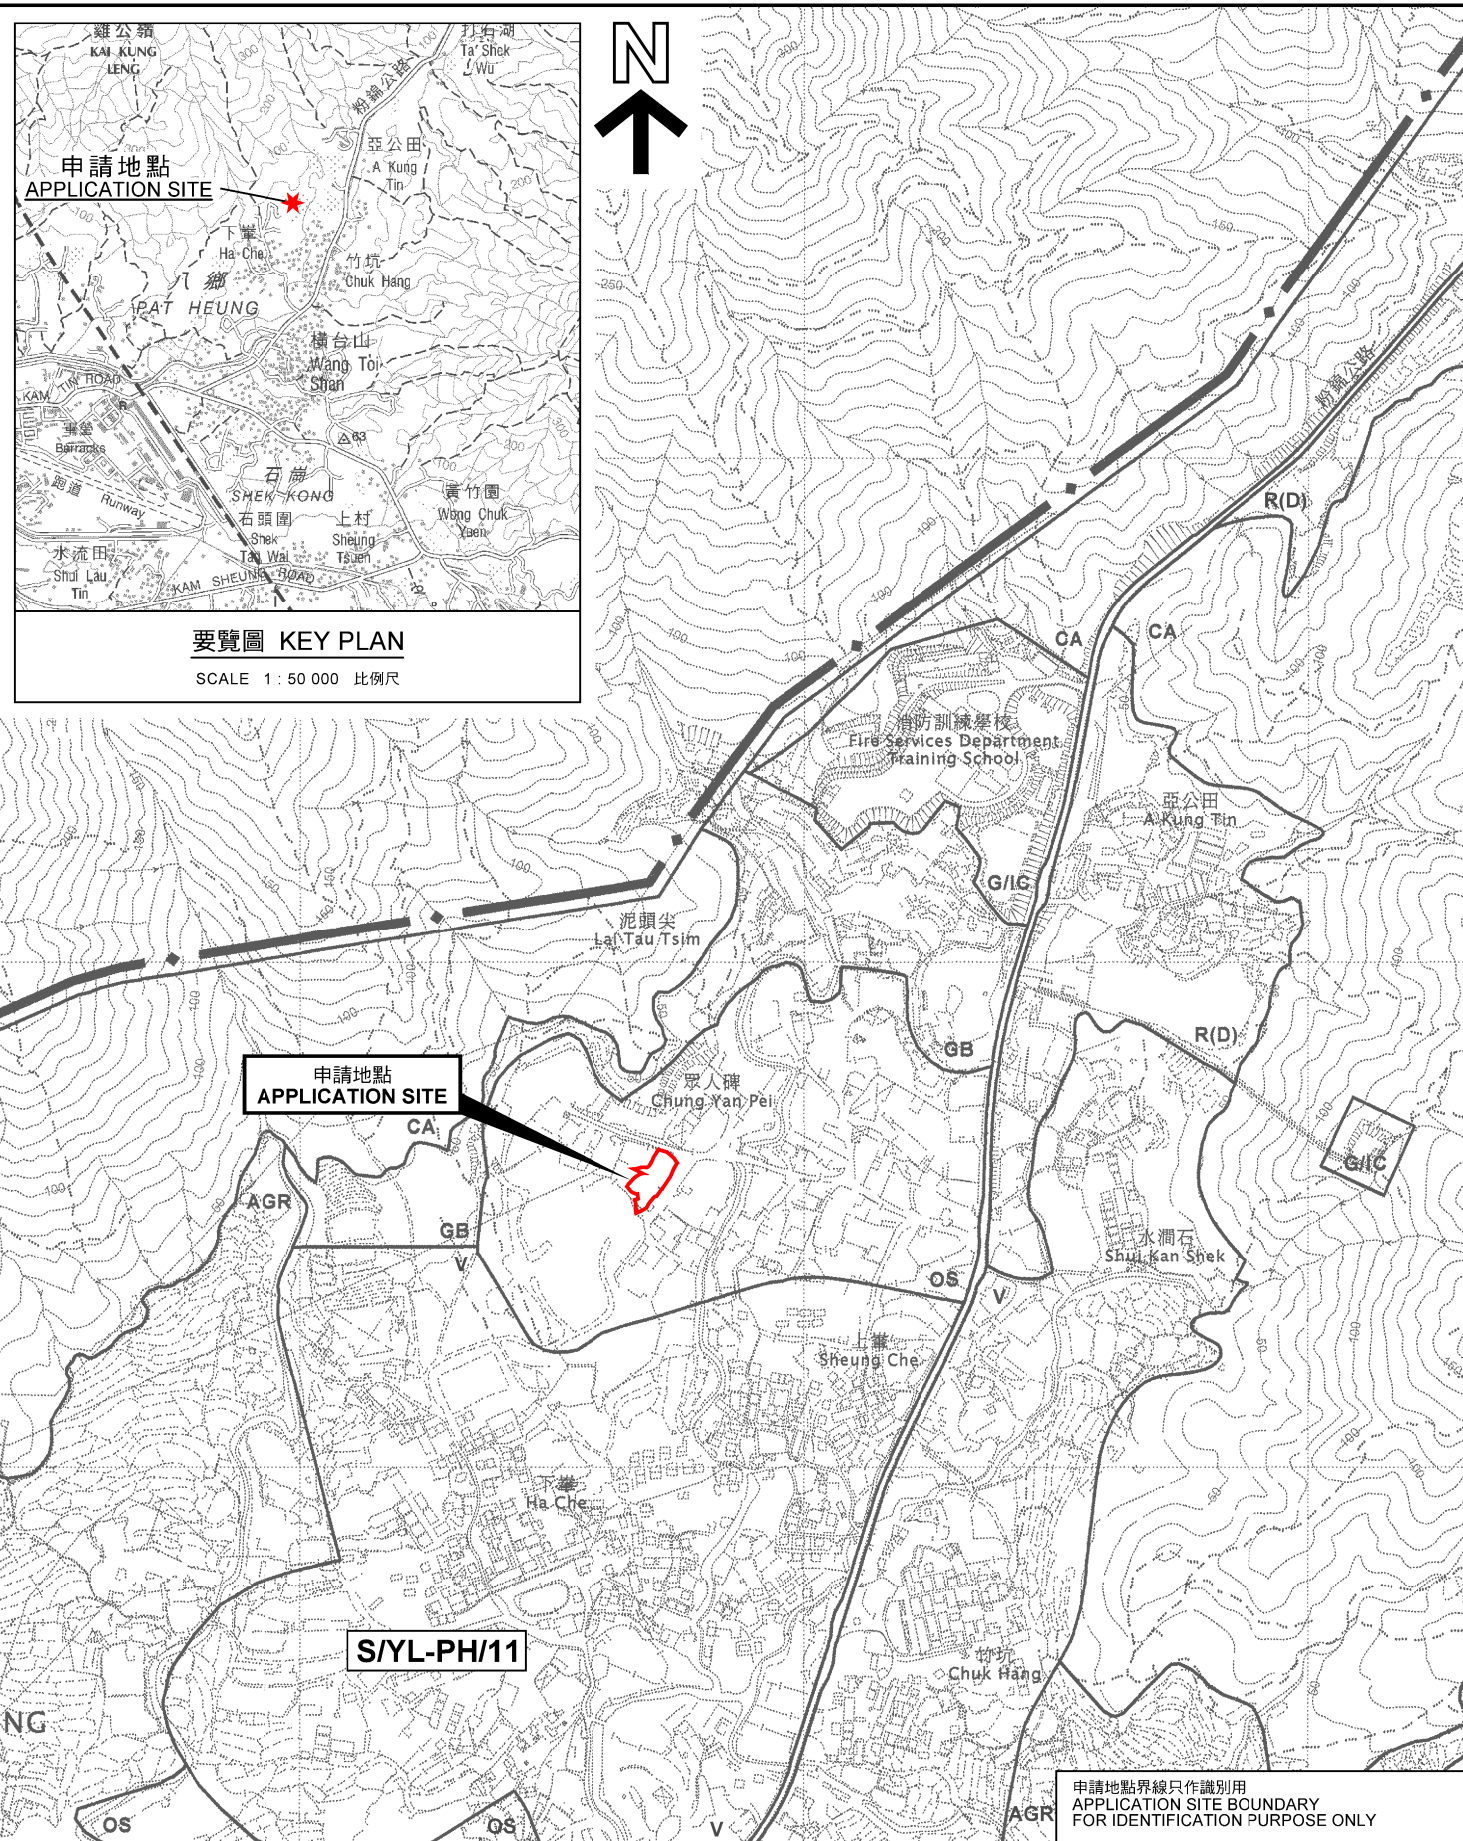 雞公嶺
KAI KUNG
LENG
打石湖
Ta Shek
Wu
粉錦公路
亞公田
A Kung
Tin
申請地點
APPLICATION SITE
下輋
Ha Che
竹坑
Chuk Hang
八鄉
PAT HEUNG
橫台山
Wang Toi
Shan
KAM TIN ROAD
軍營
Barracks
跑道
Runway
石崗
SHEK KONG
63
黃竹園
Wong Chuk
Yuen
石頭圍
Shek
Tau Wai
上村
Sheung
Tsuen
水流田
Shui Lau
Tin
KAM SHEUNG ROAD
要覽圖 KEY PLAN
SCALE 1 : 50 000 比例尺
N
250
150
粉錦公路
R(D)
CA
CA
消防訓練學校
Fire Services Department
Training School
亞公田
A Kung Tin
G/IC
泥頭尖
Lai Tau Tsim
R(D)
GB
申請地點
APPLICATION SITE
眾人碑
Chung Yan Pei
CA
G/IC
AGR
GB
V
水澗石
Shui Kan Shek
OS
V
上輋
Sheung Che
下輋
Ha Che
S/YL-PH/11
竹坑
Chuk Hang
NG
OS
OS
V
AGR
申請地點界線只作識別用
APPLICATION SITE BOUNDARY
FOR IDENTIFICATION PURPOSE ONLY